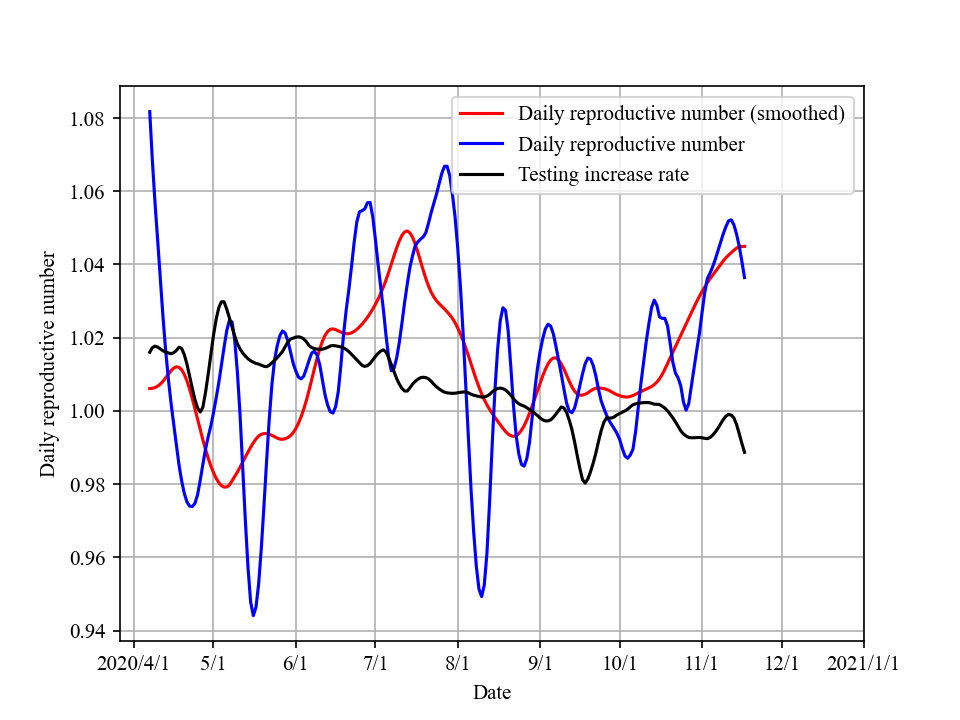 Daily reproductive number (smoothed)
Daily reproductive number
Testing increase rate
Daily reproductive number
1.08
1.06
1.04
1.02
1.00
0.98
0.96
0.94
2020/4/1 5/1 6/1 7/1 8/1 9/1 10/1 11/1 12/1 2021/1/1
Date